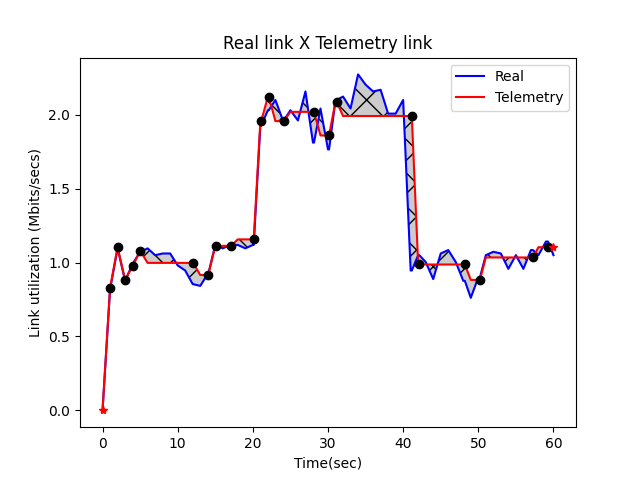 Real link X Telemetry link
Real
Telemetry
Link utilization (Mbits/secs)
2.0
1.5
1.0
0.5
0.0
0 10 20 30 40 50 60
Time(sec)